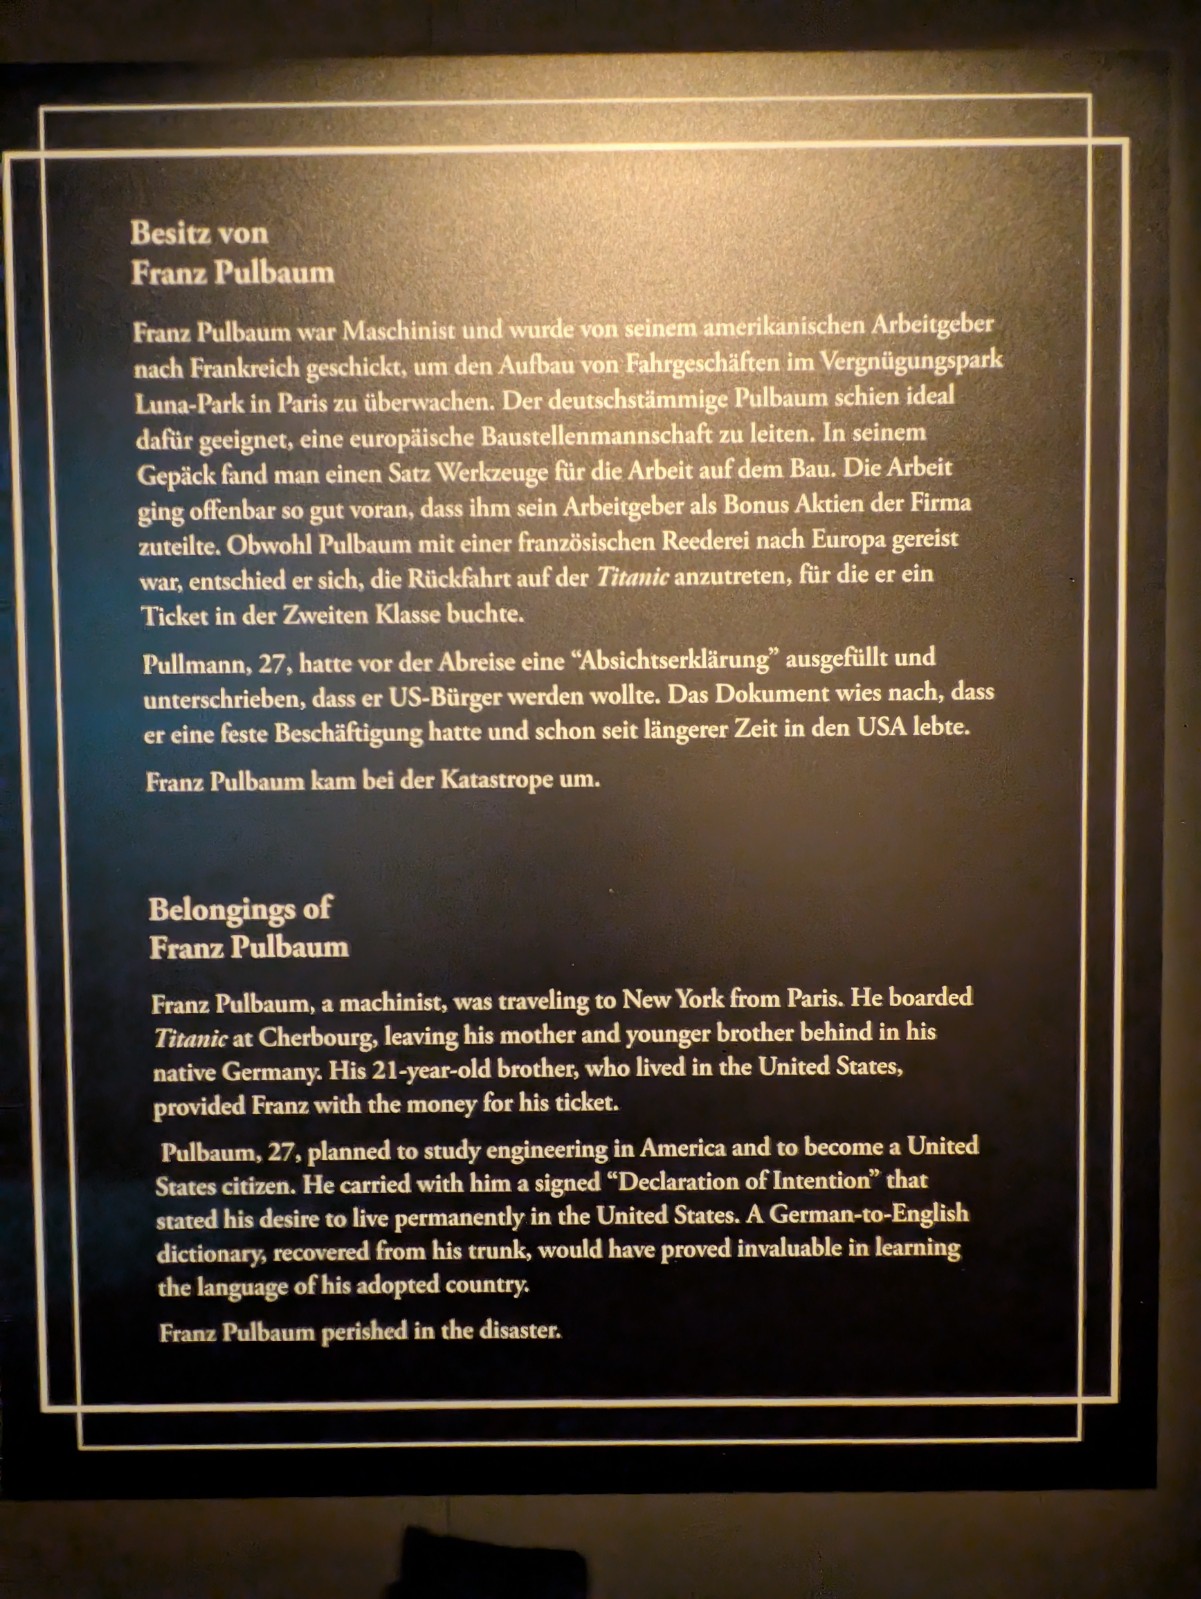 Besitz von
Franz Pulbaum
Franz Pulbaum war Maschinist und wurde von seinem amerikanischen Arbeitgeber
nach Frankreich geschickt, um den Aufbau von Fahrgeschäften im Vergnügungspark
Luna-Park in Paris zu überwachen. Der deutschstämmige Pulbaum schien ideal
dafür geeignet, eine europäische Baustellenmannschaft zu leiten. In seinem
Gepäck fand man einen Satz Werkzeuge für die Arbeit auf dem Bau. Die Arbeit
ging offenbar so gut voran, dass ihm sein Arbeitgeber als Bonus Aktien der Firma
zuteilte. Obwohl Pulbaum mit einer französischen Reederei nach Europa gereist
war, entschied er sich, die Rückfahrt auf der Titanic anzutreten, für die er ein
Ticket in der Zweiten Klasse buchte.
Pullmann, 27, hatte vor der Abreise eine “Absichtserklärung” ausgefüllt und
unterschrieben, dass er US-Bürger werden wollte. Das Dokument wies nach, dass
er eine feste Beschäftigung hatte und schon seit längerer Zeit in den USA lebte.
Franz Pulbaum kam bei der Katastrope um.
Belongings of
Franz Pulbaum
Franz Pulbaum, a machinist, was traveling to New York from Paris. He boarded
Titanic at Cherbourg, leaving his mother and younger brother behind in his
native Germany. His 21-year-old brother, who lived in the United States,
provided Franz with the money for his ticket.
Pulbaum, 27, planned to study engineering in America and to become a United
States citizen. He carried with him a signed “Declaration of Intention” that
stated his desire to live permanently in the United States. A German-to-English
dictionary, recovered from his trunk, would have proved invaluable in learning
the language of his adopted country.
Franz Pulbaum perished in the disaster.